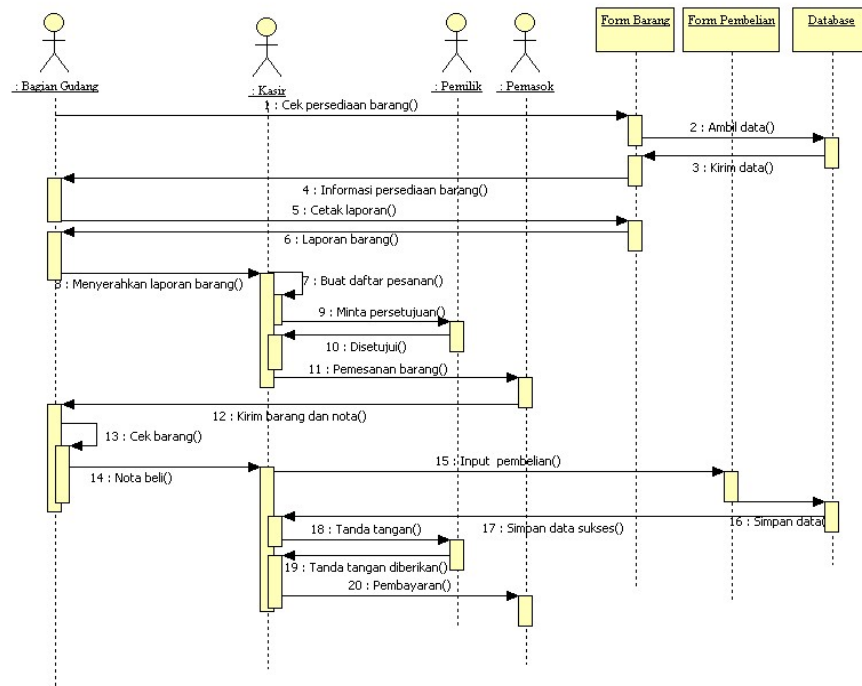 Form Barang
Form Pembelian
Database
: Bagian Gudang
: Kasir
: Pemilik
: Pemasok
1 : Cek persediaan barang()
2 : Ambil data()
3 : Kirim data()
4 : Informasi persediaan barang()
5 : Cetak laporan()
6 : Laporan barang()
8 : Menyerahkan laporan barang()
7 : Buat daftar pesanan()
9 : Minta persetujuan()
10 : Disetujui()
11 : Pemesanan barang()
12 : Kirim barang dan nota()
13 : Cek barang()
14 : Nota beli()
15 : Input pembelian()
16 : Simpan data()
17 : Simpan data sukses()
18 : Tanda tangan()
19 : Tanda tangan diberikan()
20 : Pembayaran()